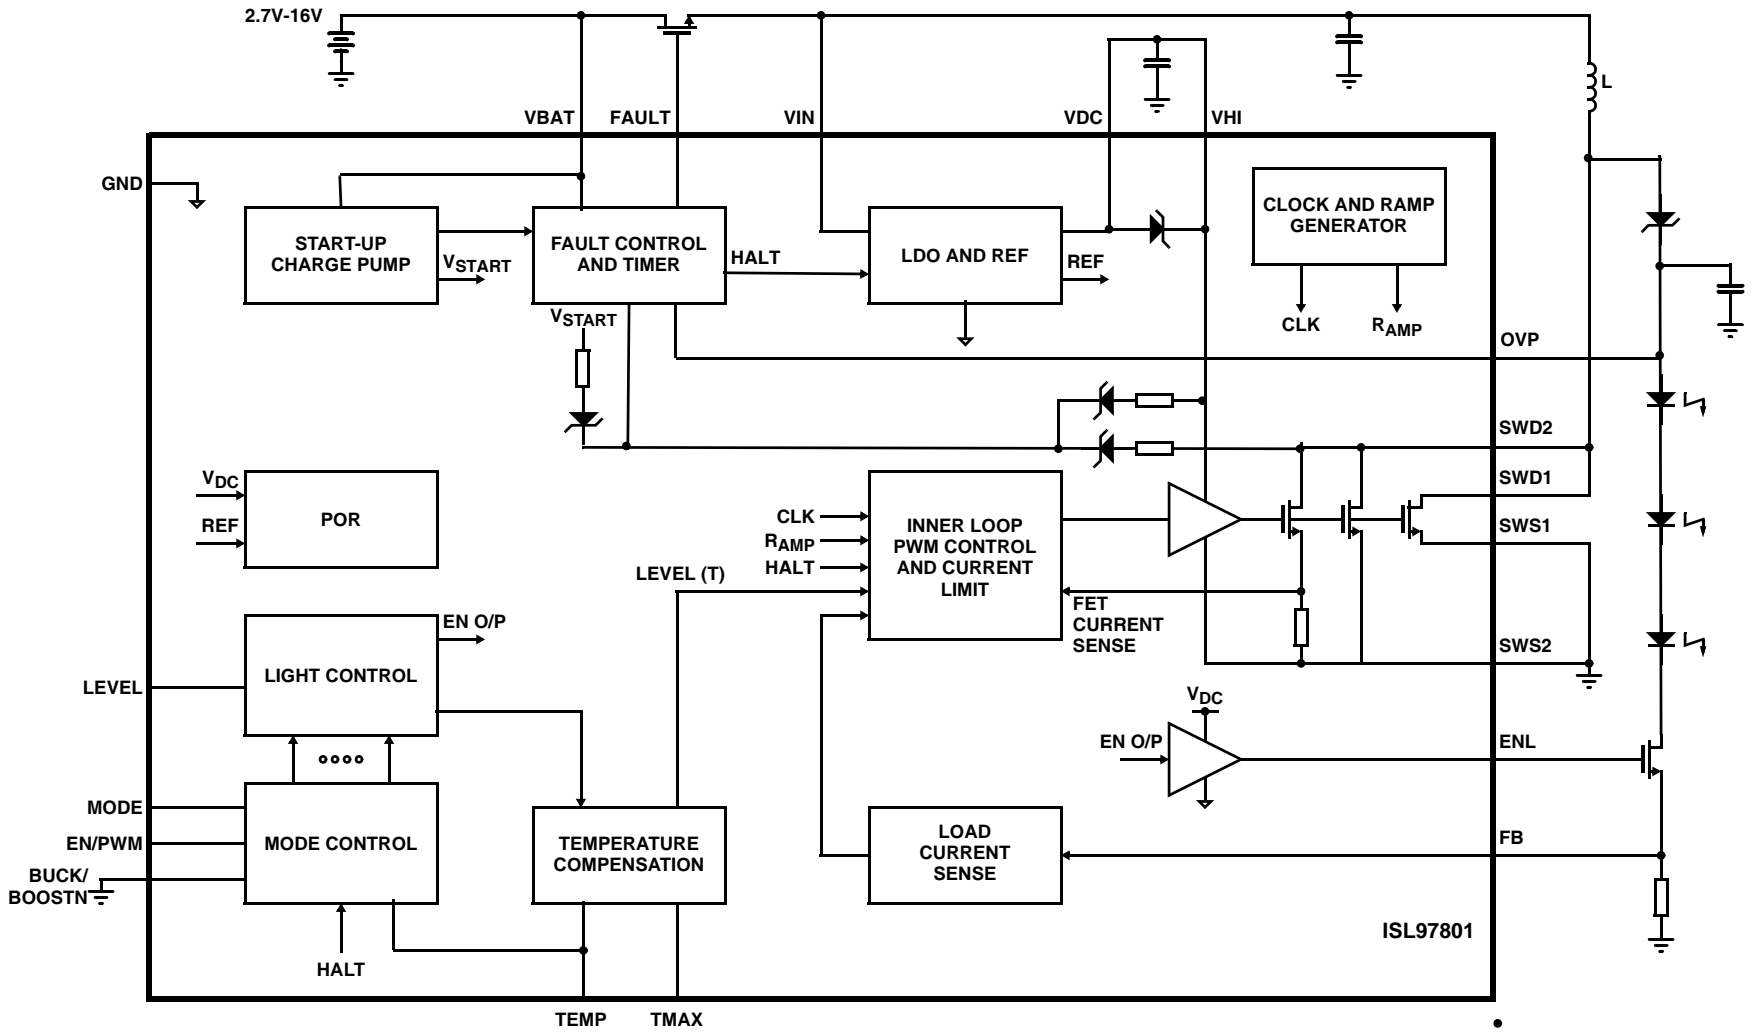 2.7V-16V
L
VBAT
FAULT
VIN
VDC
VHI
GND
START-UP
CHARGE PUMP
VSTART
FAULT CONTROL
AND TIMER
HALT
LDO AND REF
REF
CLOCK AND RAMP
GENERATOR
CLK
RAMP
VSTART
OVP
SWD2
SWD1
SWS1
SWS2
VDC
REF
POR
CLK
RAMP
HALT
LEVEL (T)
INNER LOOP
PWM CONTROL
AND CURRENT
LIMIT
FET
CURRENT
SENSE
EN O/P
LIGHT CONTROL
LEVEL
VDC
EN O/P
ENL
MODE
EN/PWM
BUCK/
BOOSTN
MODE CONTROL
TEMPERATURE
COMPENSATION
LOAD
CURRENT
SENSE
FB
HALT
ISL97801
TEMP
TMAX